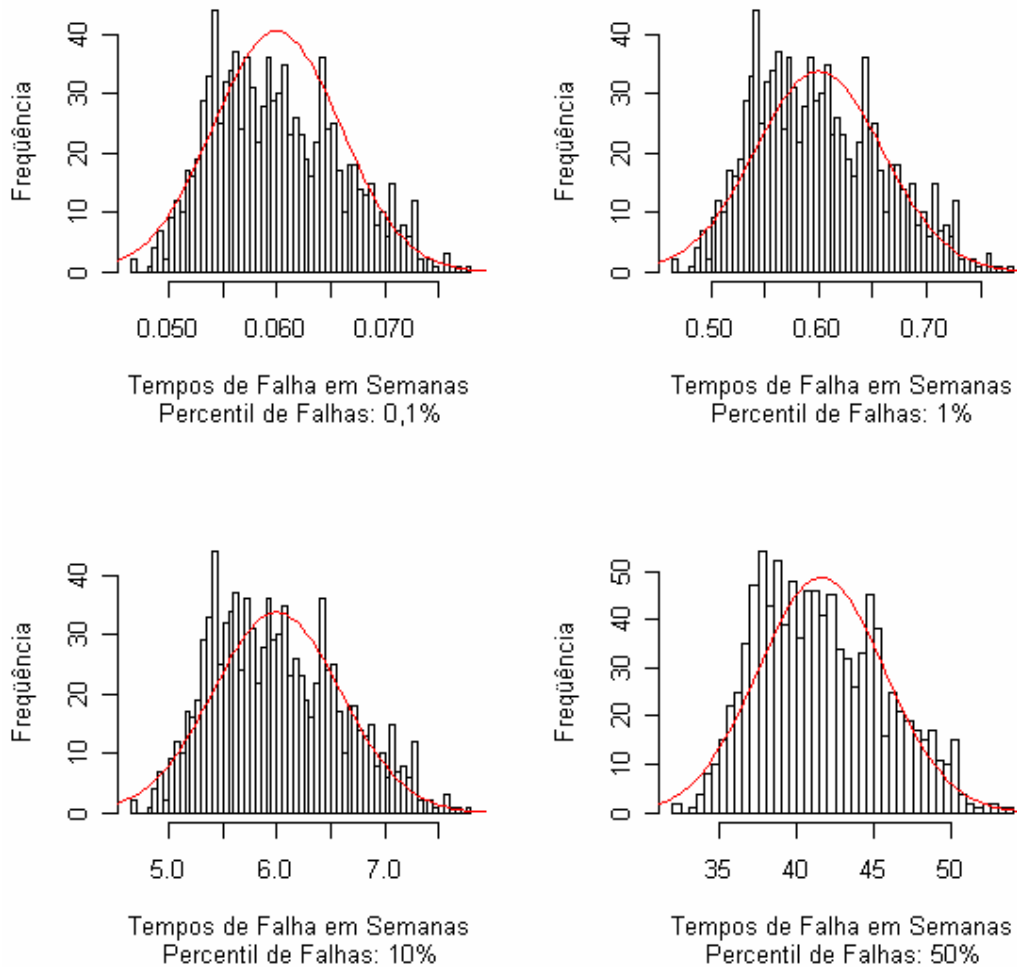 Freqüência
0 10 20 30 40
0.050 0.060 0.070
Tempos de Falha em Semanas
Percentil de Falhas: 0,1%
Freqüência
0 10 20 30 40
0.50 0.60 0.70
Tempos de Falha em Semanas
Percentil de Falhas: 1%
Freqüência
0 10 20 30 40
5.0 6.0 7.0
Tempos de Falha em Semanas
Percentil de Falhas: 10%
Freqüência
0 10 20 30 40 50
35 40 45 50
Tempos de Falha em Semanas
Percentil de Falhas: 50%